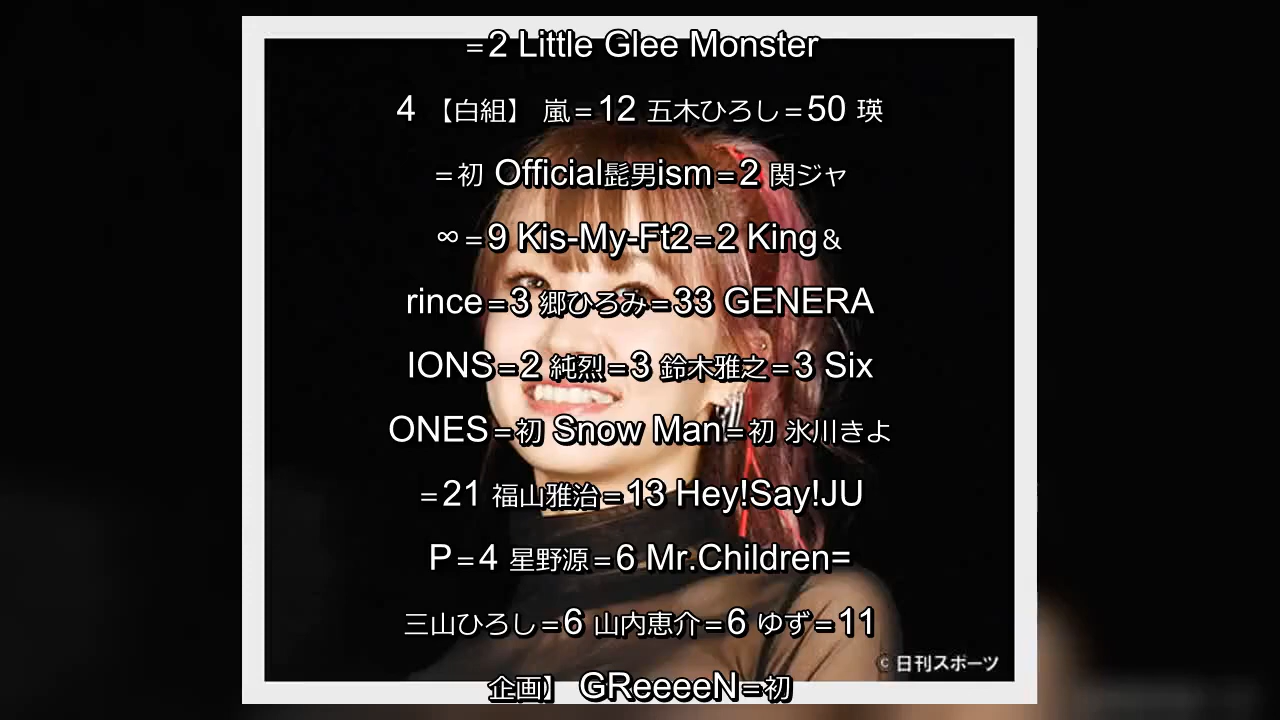 ＝2 Little Glee Monster
4 【白組】 嵐＝12 五木ひろし＝50 瑛
＝初 Official髭男ism＝2 関ジャ
∞＝9 Kis-My-Ft2＝2 King＆
rince＝3 郷ひろみ＝33 GENERA
IONS＝2 純烈＝3 鈴木雅之＝3 Six
ONES＝初 Snow Man＝初 氷川きよ
＝21 福山雅治＝13 Hey!Say!JU
P＝4 星野源＝6 Mr.Children=
三山ひろし＝6 山内惠介＝6 ゆず＝11
企画】 GReeeeN＝初
© 日刊スポーツ